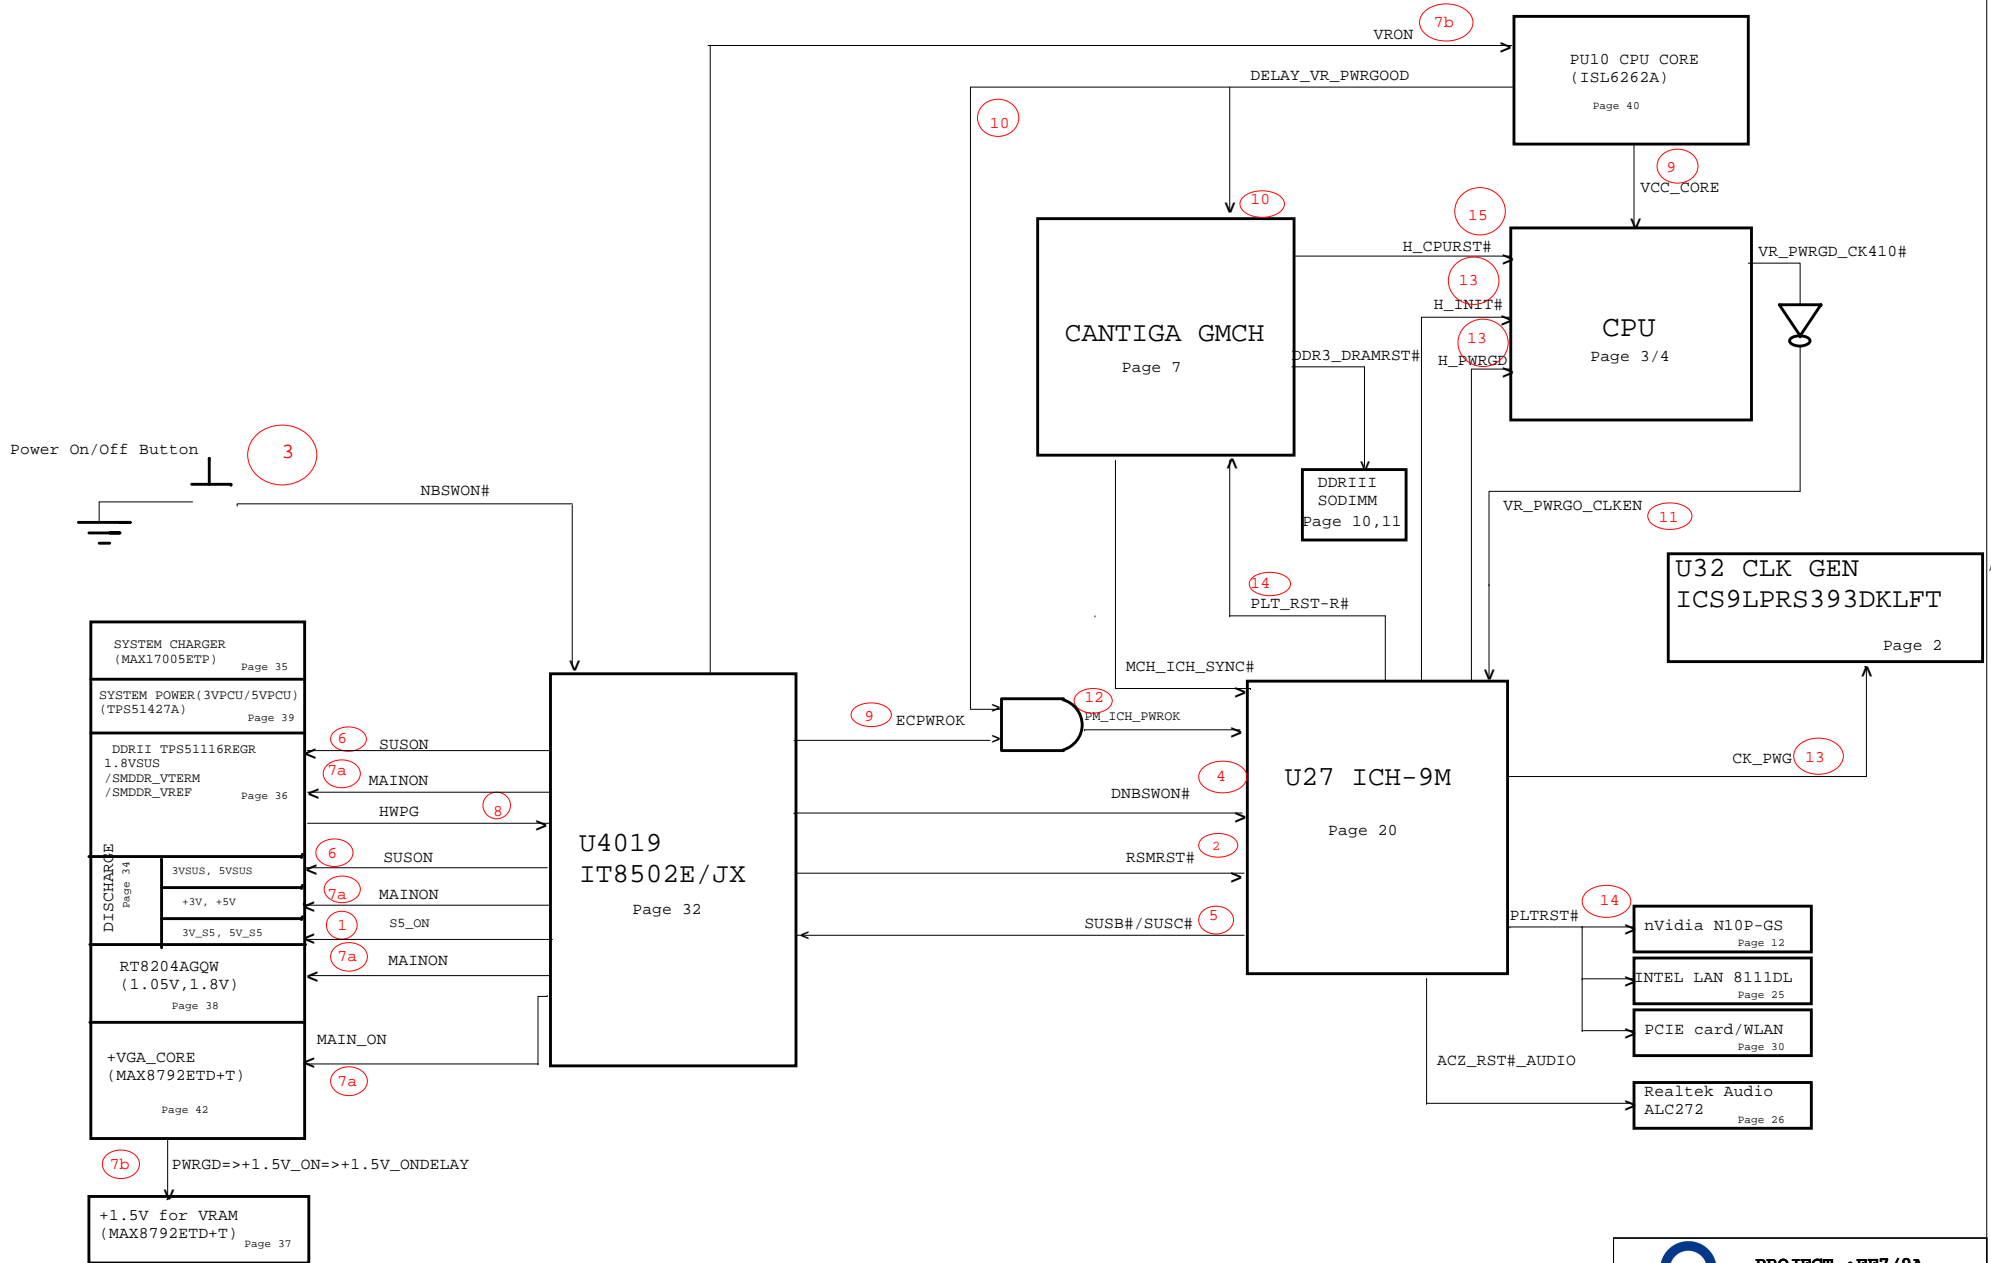 VRON
7b
PU10 CPU CORE
(ISL6262A)
Page 40
DELAY_VR_PWRGOOD
10
9
VCC_CORE
10
15
H_CPURST#
13
H_INIT#
13
H_PWRGD
VR_PWRGD_CK410#
CANTIGA GMCH
Page 7
CPU
Page 3/4
DDR3_DRAMRST#
Power On/Off Button
3
NBSWON#
DDRIII
SODIMM
Page 10,11
VR_PWRGO_CLKEN
11
U32 CLK GEN
ICS9LPRS393DKLFT
Page 2
14
PLT_RST-R#
MCH_ICH_SYNC#
SYSTEM CHARGER
(MAX17005ETP)
Page 35
SYSTEM POWER(3VPCU/5VPCU)
(TPS51427A)
Page 39
DDRII TPS51116REGR
1.8VSUS
/SMDDR_VTERM
/SMDDR_VREF
Page 36
6
SUSON
7a
MAINON
HWPG
8
9
ECPWROK
12
PM_ICH_PWROK
CK_PWG
13
4
DNBSWON#
U27 ICH-9M
Page 20
U4019
IT8502E/JX
Page 32
2
RSMRST#
5
SUSB#/SUSC#
DISCHARGE
Page 34
3VSUS, 5VSUS
+3V, +5V
3V_S5, 5V_S5
6
SUSON
7a
MAINON
1
S5_ON
7a
MAINON
RT8204AGQW
(1.05V,1.8V)
Page 38
MAIN_ON
7a
+VGA_CORE
(MAX8792ETD+T)
Page 42
7b
PWRGD=>+1.5V_ON=>+1.5V_ONDELAY
+1.5V for VRAM
(MAX8792ETD+T)
Page 37
PLTRST#
14
nVidia N10P-GS
Page 12
INTEL LAN 8111DL
Page 25
PCIE card/WLAN
Page 30
ACZ_RST#_AUDIO
Realtek Audio
ALC272
Page 26